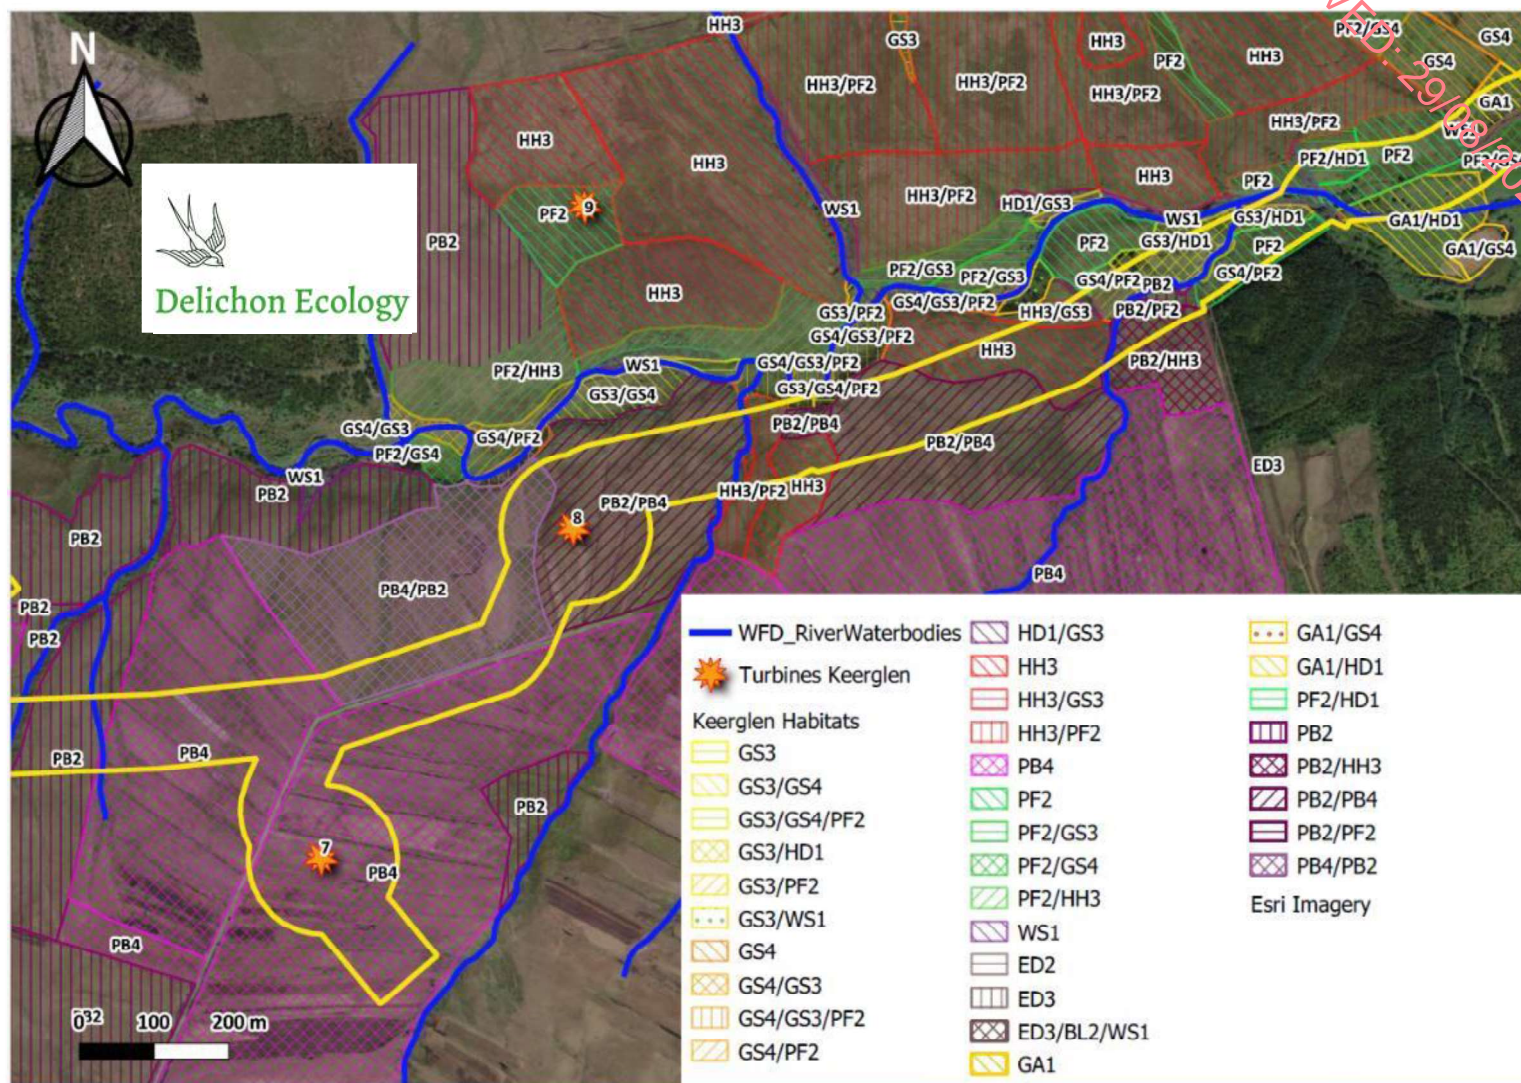 HH3
GS3
PF2/GS4
GS4
HH3
PF2
HH3
GS4
N
HH3/PF2
HH3/PF2
HH3/PF2
GA1
VED: 29/08/20
HH3/PF2
HH3
HH3
PF2/HD1
PF2
HH3
PF2
HH3/PF2
HD1/GS3
9
PF2
WS1
WS1
GS3/HD1
GA1/HD1
PB2
PF2
GS3/HD1
PF2
GA1/GS4
Delichon Ecology
PF2/GS3
PF2/GS3
GS4/PF2
PB2
GS4/PF2
HH3
GS3/PF2
GS4/GS3/PF2
HH3/GS3
PB2/PF2
GS4/GS3/PF2
HH3
PB2/HH3
PF2/HH3
WS1
GS4/GS3/PF2
GS3/GS4
GS3/GS4/PF2
GS4/GS3
GS4/PF2
PB2/PB4
PB2/PB4
PF2/GS4
WS1
PB2
ED3
HH3/PF2
HH3
PB2/PB4
8
PB2
PB4/PB2
PB4
PB2
PB2
PB2
PB4
PB2
7
PB4
PB4
0
100
200 m
WFD_RiverWaterbodies
Turbines Keerglen
Keerglen Habitats
GS3
GS3/GS4
GS3/GS4/PF2
GS3/HD1
GS3/PF2
GS3/WS1
GS4
GS4/GS3
GS4/GS3/PF2
GS4/PF2
HD1/GS3
HH3
HH3/GS3
HH3/PF2
PB4
PF2
PF2/GS3
PF2/GS4
PF2/HH3
WS1
ED2
ED3
ED3/BL2/WS1
GA1
GA1/GS4
GA1/HD1
PF2/HD1
PB2
PB2/HH3
PB2/PB4
PB2/PF2
PB4/PB2
Esri Imagery